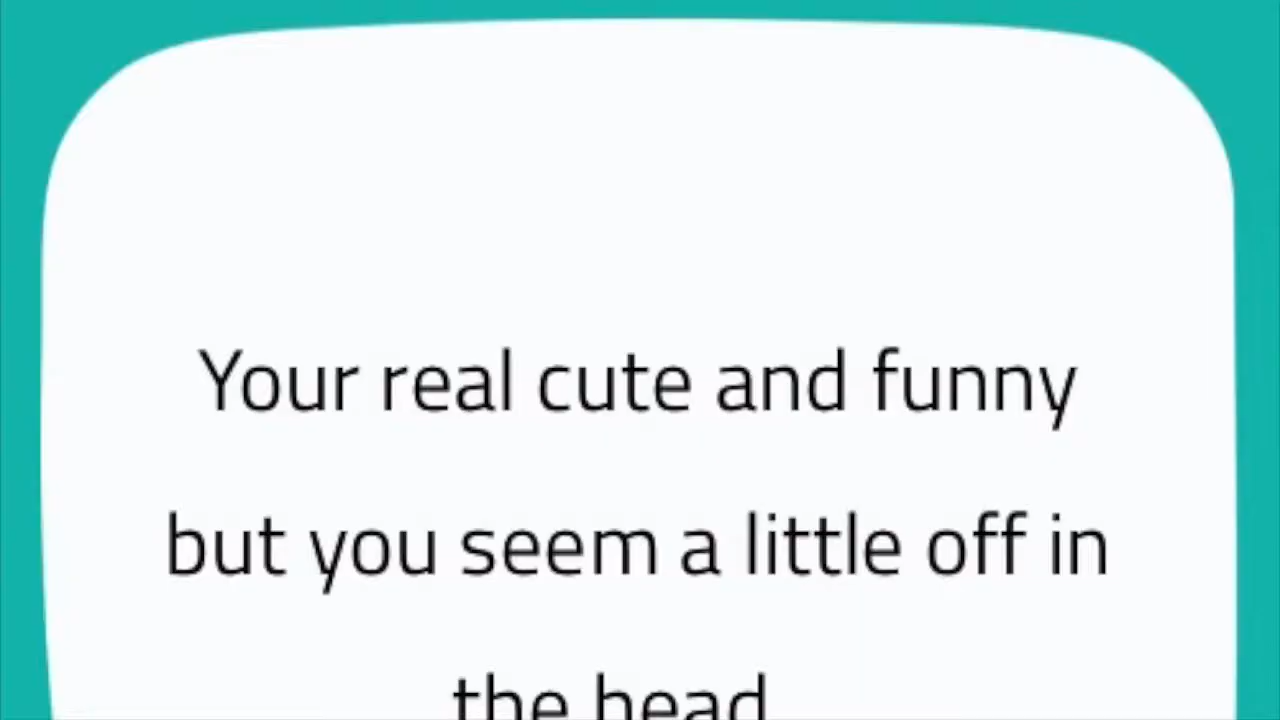 Your real cute and funny
but you seem a little off in
the head